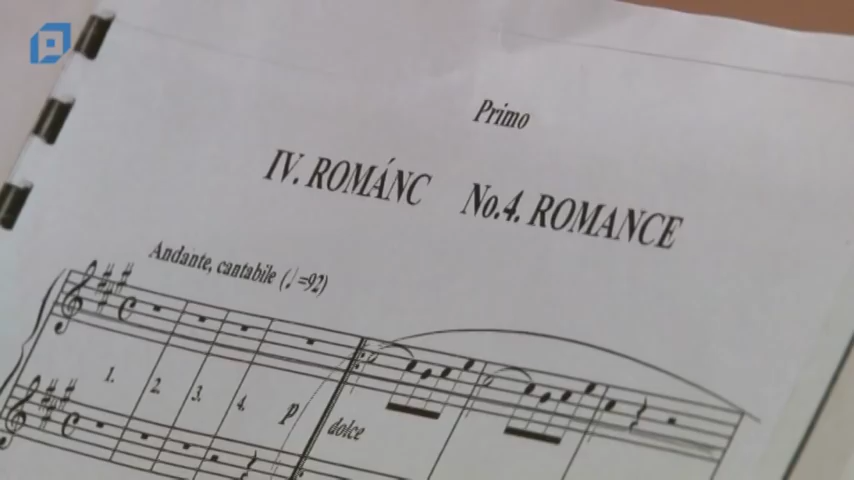 Primo
IV. ROMÁNC No.4. ROMANCE
Andante, cantabile (♩=92)
1. 2. 3. 4. p dolce